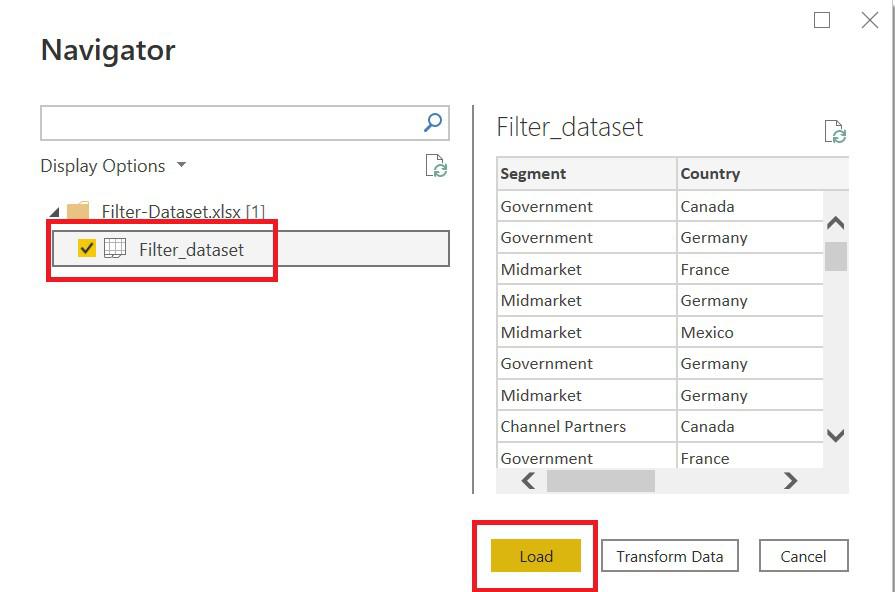 Navigator
Display Options
Filter-Dataset.xlsx [1]
Filter_dataset
Filter_dataset
Segment Country
Government Canada
Government Germany
Midmarket France
Midmarket Germany
Midmarket Mexico
Government Germany
Midmarket Germany
Channel Partners Canada
Government France
Load Transform Data Cancel